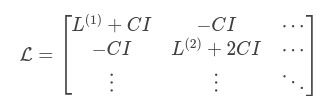 L^{(1)} + CI  -CI  ⋯
ℒ =  -CI  L^{(2)} + 2CI  ⋯
⋮  ⋮  ⋱